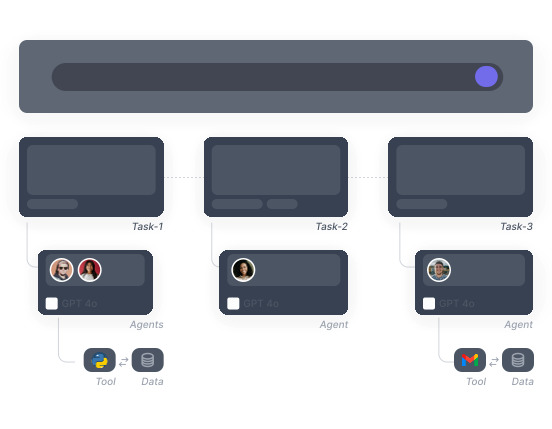 Task-1
Task-2
Task-3
GPT 4o
GPT 4o
GPT 4o
Agents
Agent
Agent
Tool
Data
Tool
Data